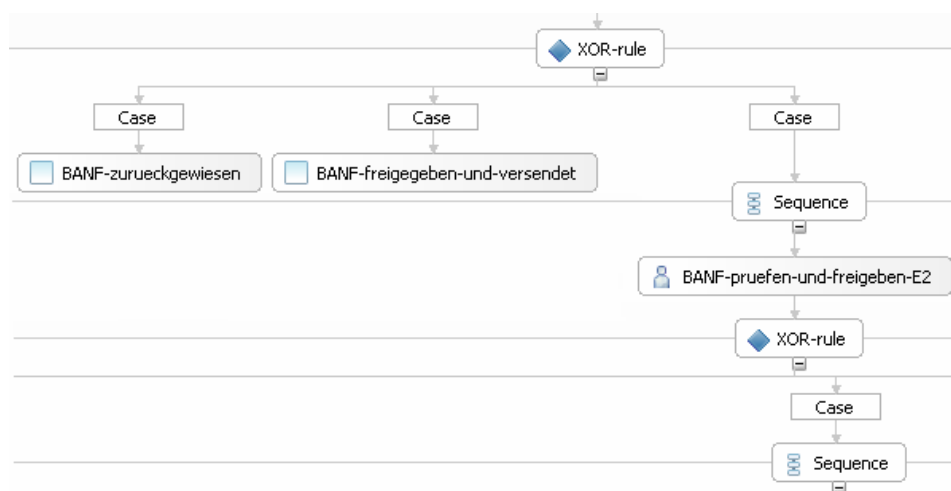 XOR-rule
Case
Case
Case
BANF-zurueckgewiesen
BANF-freigegeben-und-versendet
Sequence
BANF-pruefen-und-freigeben-E2
XOR-rule
Case
Sequence